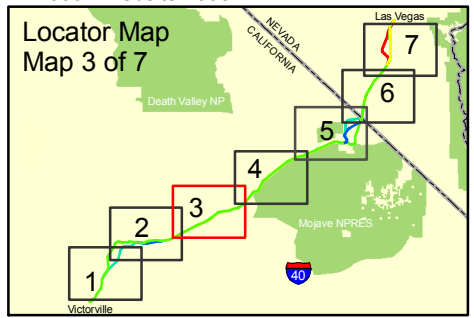 Locator Map
Map 3 of 7
Las Vegas
NEVADA
CALIFORNIA
Death Valley NP
7
6
5
4
3
2
1
Mojave NPRES
40
Victorville